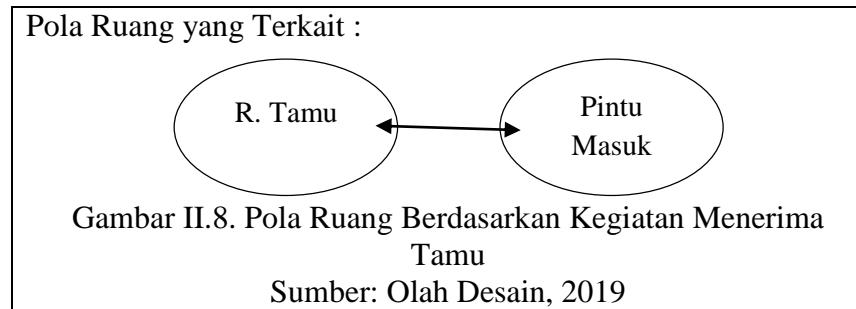 Pola Ruang yang Terkait :
R. Tamu
Pintu
Masuk
Gambar II.8. Pola Ruang Berdasarkan Kegiatan Menerima
Tamu
Sumber: Olah Desain, 2019